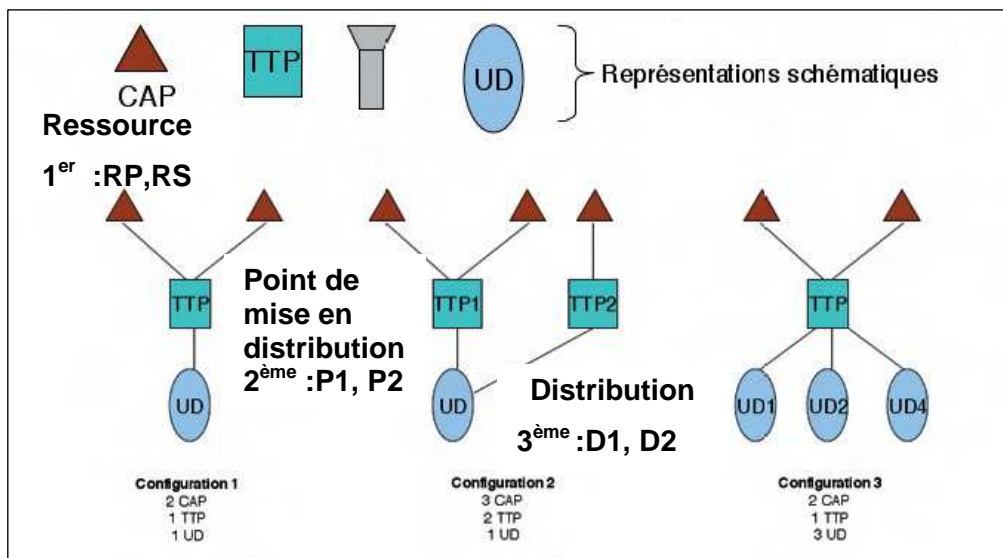 TTP
UD
Représentations schématiques
CAP
Ressource
1er :RP,RS
TTP
Point de
mise en
distribution
2ème :P1, P2
UD
TTP1
TTP2
UD
Distribution
3ème :D1, D2
TTP
UD1
UD2
UD4
Configuration 1
2 CAP
1 TTP
1 UD
Configuration 2
3 CAP
2 TTP
1 UD
Configuration 3
2 CAP
1 TTP
3 UD